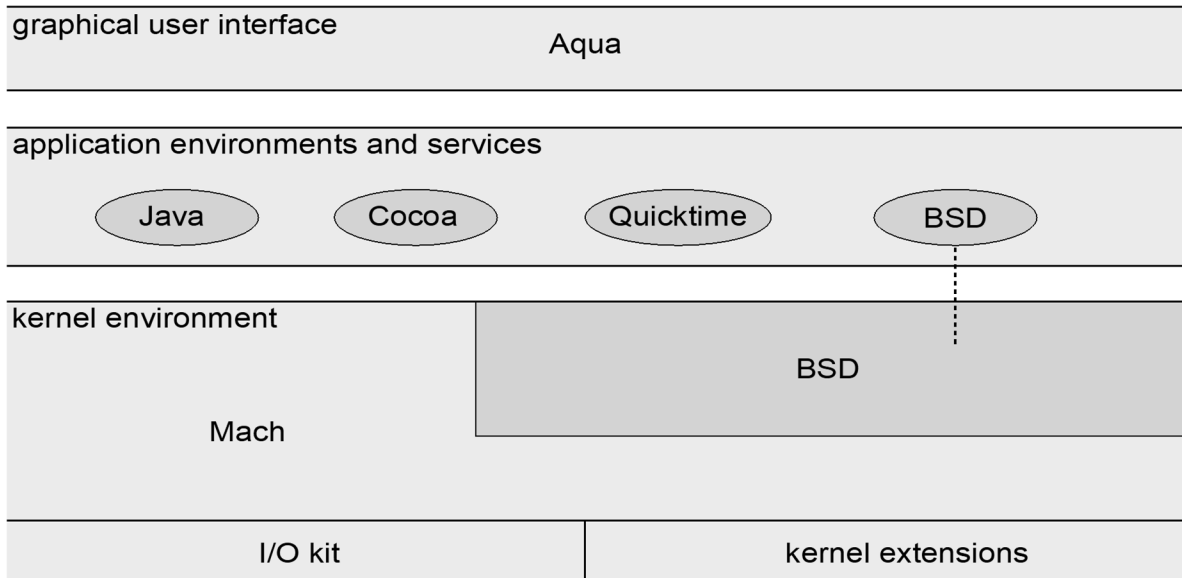 graphical user interface
Aqua
application environments and services
Java Cocoa Quicktime BSD
kernel environment
BSD
Mach
I/O kit kernel extensions